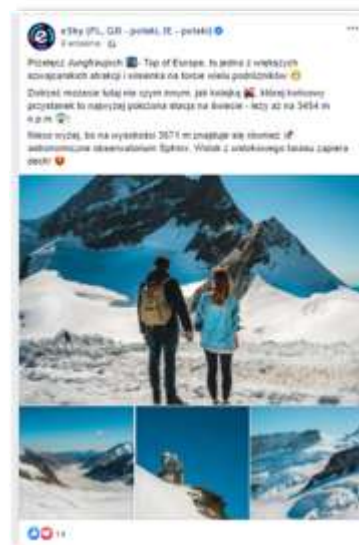 eSky (PL, GB - polski, IE - polski)
9 września
Przełęcz Jungfraujoch - Top of Europe, to jedna z większych
szwajcarskich atrakcji i wisienka na torcie wielu podróżników
Dotrzeć możecie tutaj nie czym innym, jak kolejką, której końcowy
przystanek to najwyżej położona stacja na świecie - leży aż na 3454 m
n.p.m.
Nieco wyżej, bo na wysokości 3571 m znajduje się również
astronomiczne obserwatorium Sphinx. Widok z widokowego tarasu zapiera
dech!